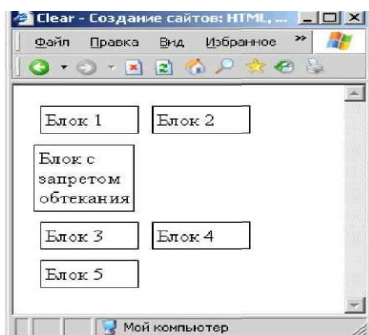 Clear - Создание сайтов: HTML, ...
Файл Правка Вид Избранное »
Блок 1 Блок 2
Блок с
запретом
обтекания
Блок 3 Блок 4
Блок 5
Мой компьютер